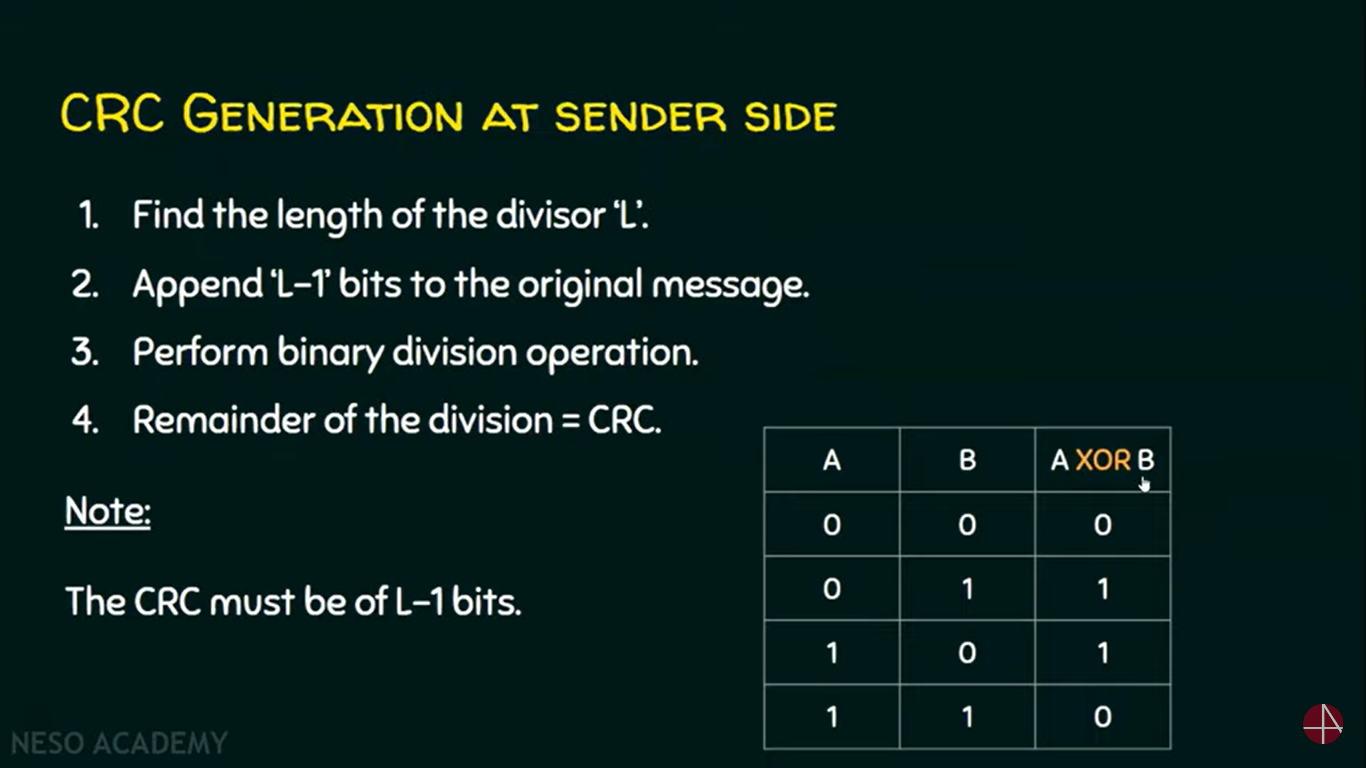 CRC GENERATION AT SENDER SIDE
1. Find the length of the divisor ‘L’.
2. Append ‘L-1’ bits to the original message.
3. Perform binary division operation.
4. Remainder of the division = CRC.
Note:
The CRC must be of L-1 bits.
A B A XOR B
0 0 0
0 1 1
1 0 1
1 1 0
NESO ACADEMY